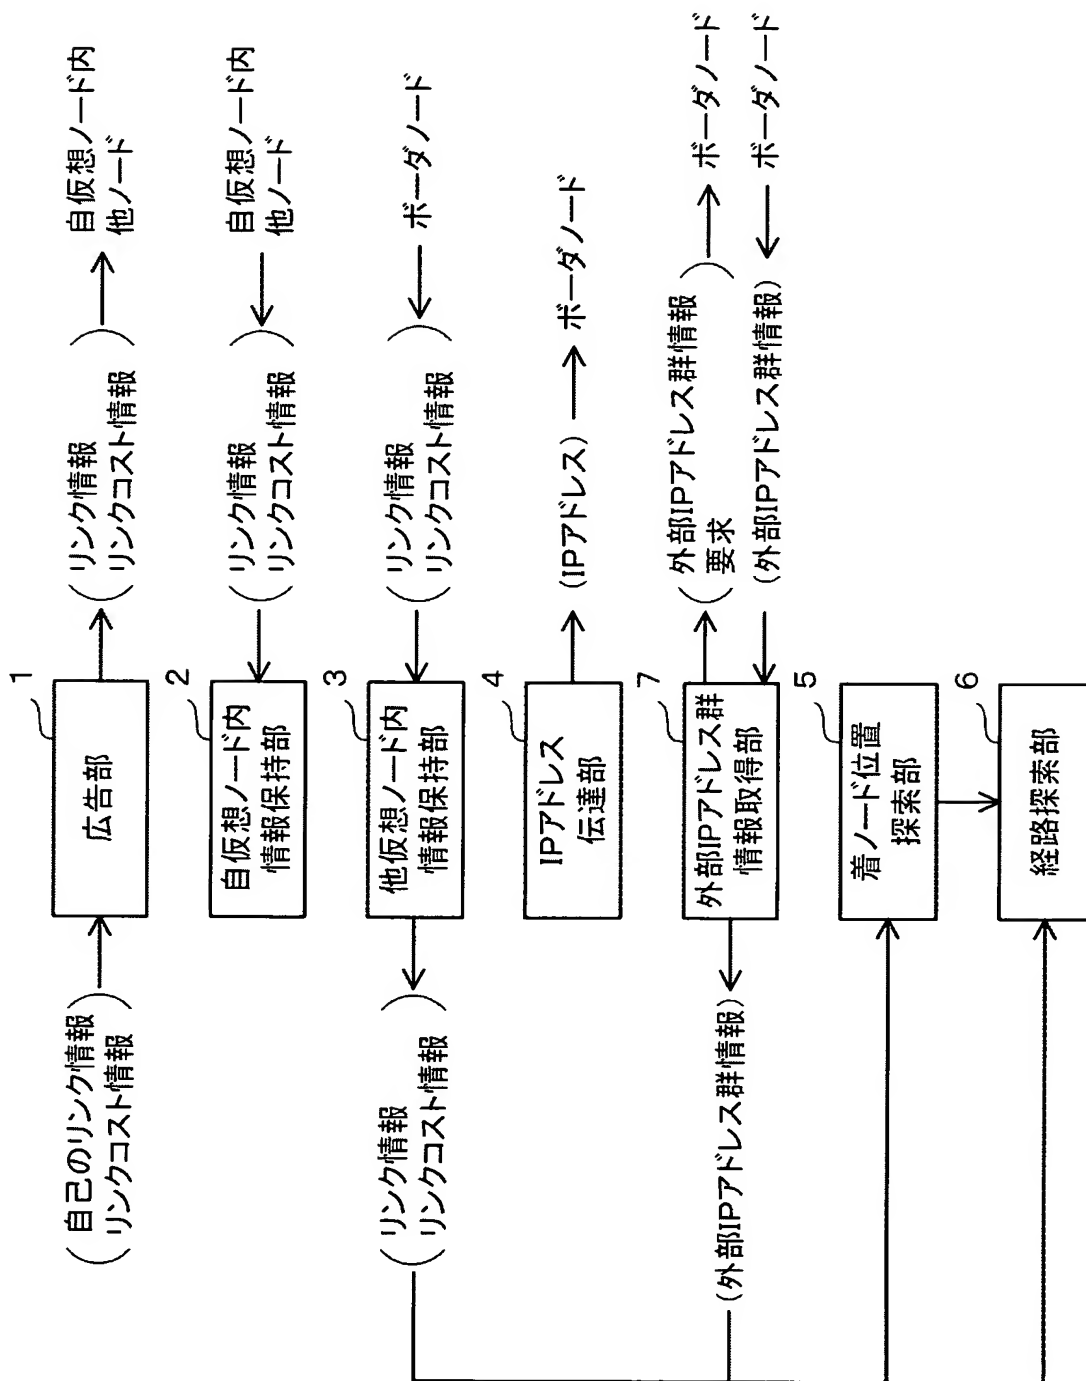 1
自己のリンク情報
リンクコスト情報
広告部
リンク情報
リンクコスト情報
自仮想ノード内
他ノード
2
自仮想ノード内
情報保持部
リンク情報
リンクコスト情報
自仮想ノード内
他ノード
3
リンク情報
リンクコスト情報
他仮想ノード内
情報保持部
リンク情報
リンクコスト情報
ボーダノード
4
IPアドレス
伝達部
(IPアドレス)
ボーダノード
7
(外部IPアドレス群情報)
外部IPアドレス群
情報取得部
外部IPアドレス群情報
要求
ボーダノード
(外部IPアドレス群情報)
ボーダノード
5
着ノード位置
探索部
6
経路探索部